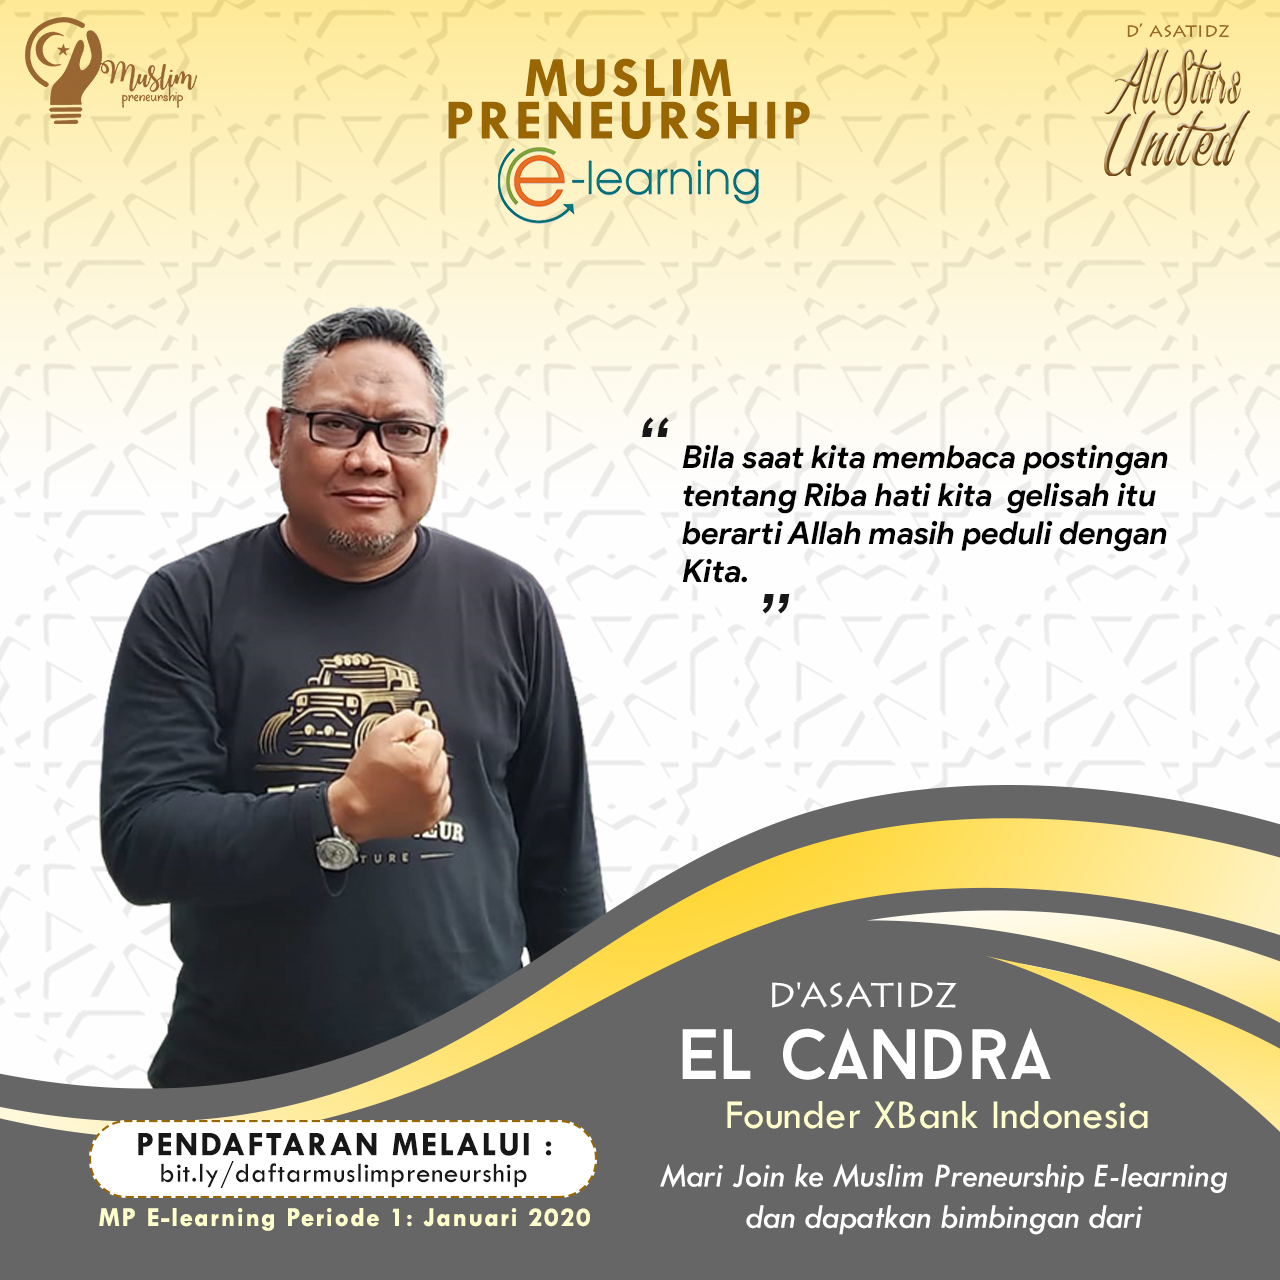 Muslim
preneurship
MUSLIM
PRENEURSHIP
e-learning
D' ASATIDZ
All Stars
United
“
Bila saat kita membaca postingan
tentang Riba hati kita gelisah itu
berarti Allah masih peduli dengan
Kita.
”
EUR
TURE
D'ASATIDZ
EL CANDRA
Founder XBank Indonesia
Mari Join ke Muslim Preneurship E-learning
dan dapatkan bimbingan dari
PENDAFTARAN MELALUI :
bit.ly/daftarmuslimpreneurship
MP E-learning Periode 1: Januari 2020